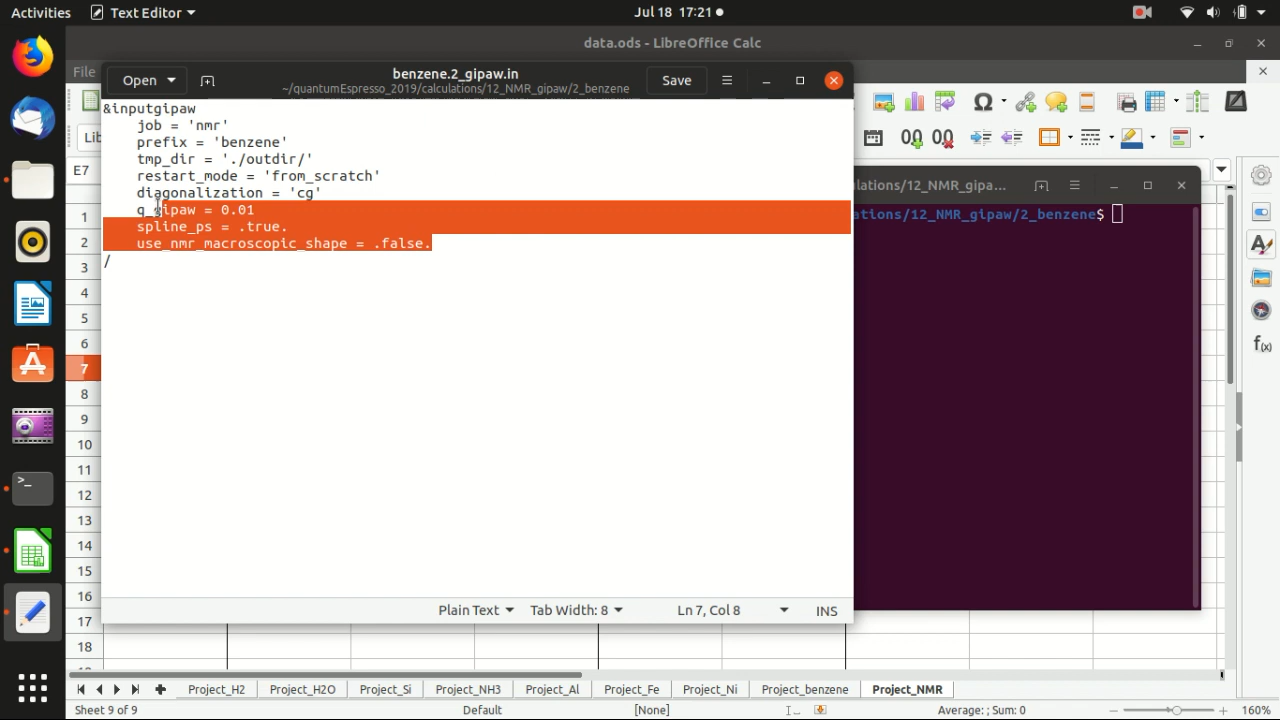 Activities
Text Editor
Jul 18 17:21
data.ods - LibreOffice Calc
File
Open
benzene.2_gipaw.in
~/quantumEspresso_2019/calculations/12_NMR_gipaw/2_benzene
Save
&inputgipaw
job = 'nmr'
prefix = 'benzene'
tmp_dir = './outdir/'
restart_mode = 'from_scratch'
diagonalization = 'cg'
q_gipaw = 0.01
spline_ps = .true.
use_nmr_macroscopic_shape = .false.
/
Lib
E7
lations/12_NMR_gipa...
ations/12_NMR_gipaw/2_benzene$
f(x)
1
2
3
4
5
6
7
8
9
10
11
12
13
14
15
16
17
18
Plain Text
Tab Width: 8
Ln 7, Col 8
INS
Project_H2
Project_H2O
Project_Si
Project_NH3
Project_Al
Project_Fe
Project_Ni
Project_benzene
Project_NMR
Sheet 9 of 9
Default
[None]
Average: ; Sum: 0
160%